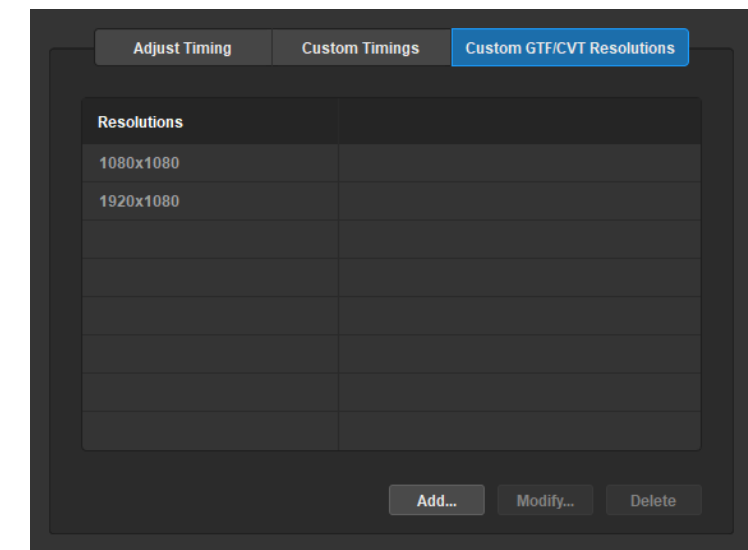 Adjust Timing Custom Timings Custom GTF/CVT Resolutions
Resolutions
1080x1080
1920x1080
Add... Modify... Delete